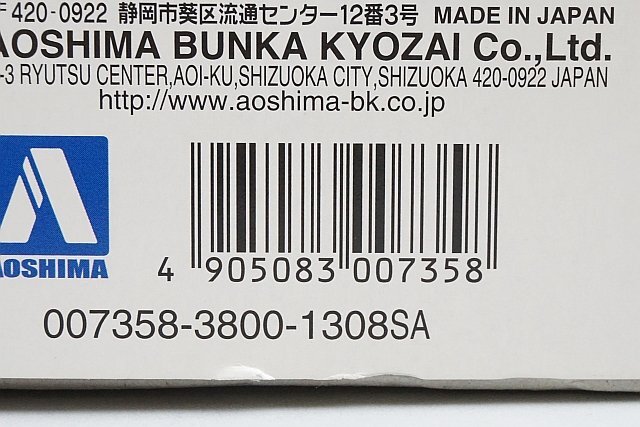 〒420-0922 静岡市葵区流通センター12番3号 MADE IN JAPAN
AOSHIMA BUNKA KYOZAI Co.,Ltd.
-3 RYUTSU CENTER,AOI-KU,SHIZUOKA CITY,SHIZUOKA 420-0922 JAPAN
http://www.aoshima-bk.co.jp
AOSHIMA
4 905083 007358
007358-3800-1308SA